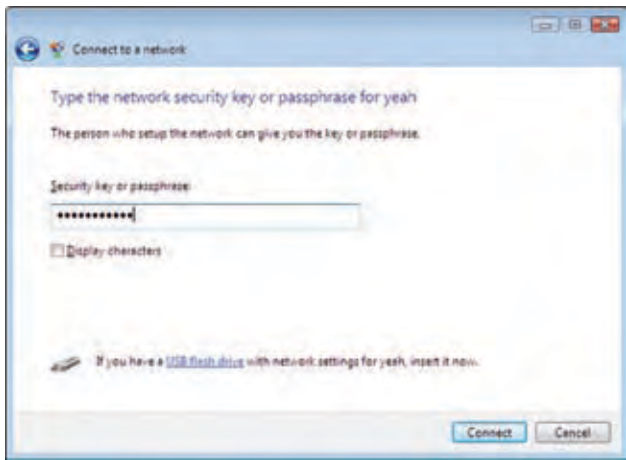 Connect to a network
Type the network security key or passphrase for yeah
The person who setup the network can give you the key or passphrase.
Security key or passphrase:
•••••••••••
Display characters
If you have a USB flash drive with network settings for yeah, insert it now.
Connect Cancel